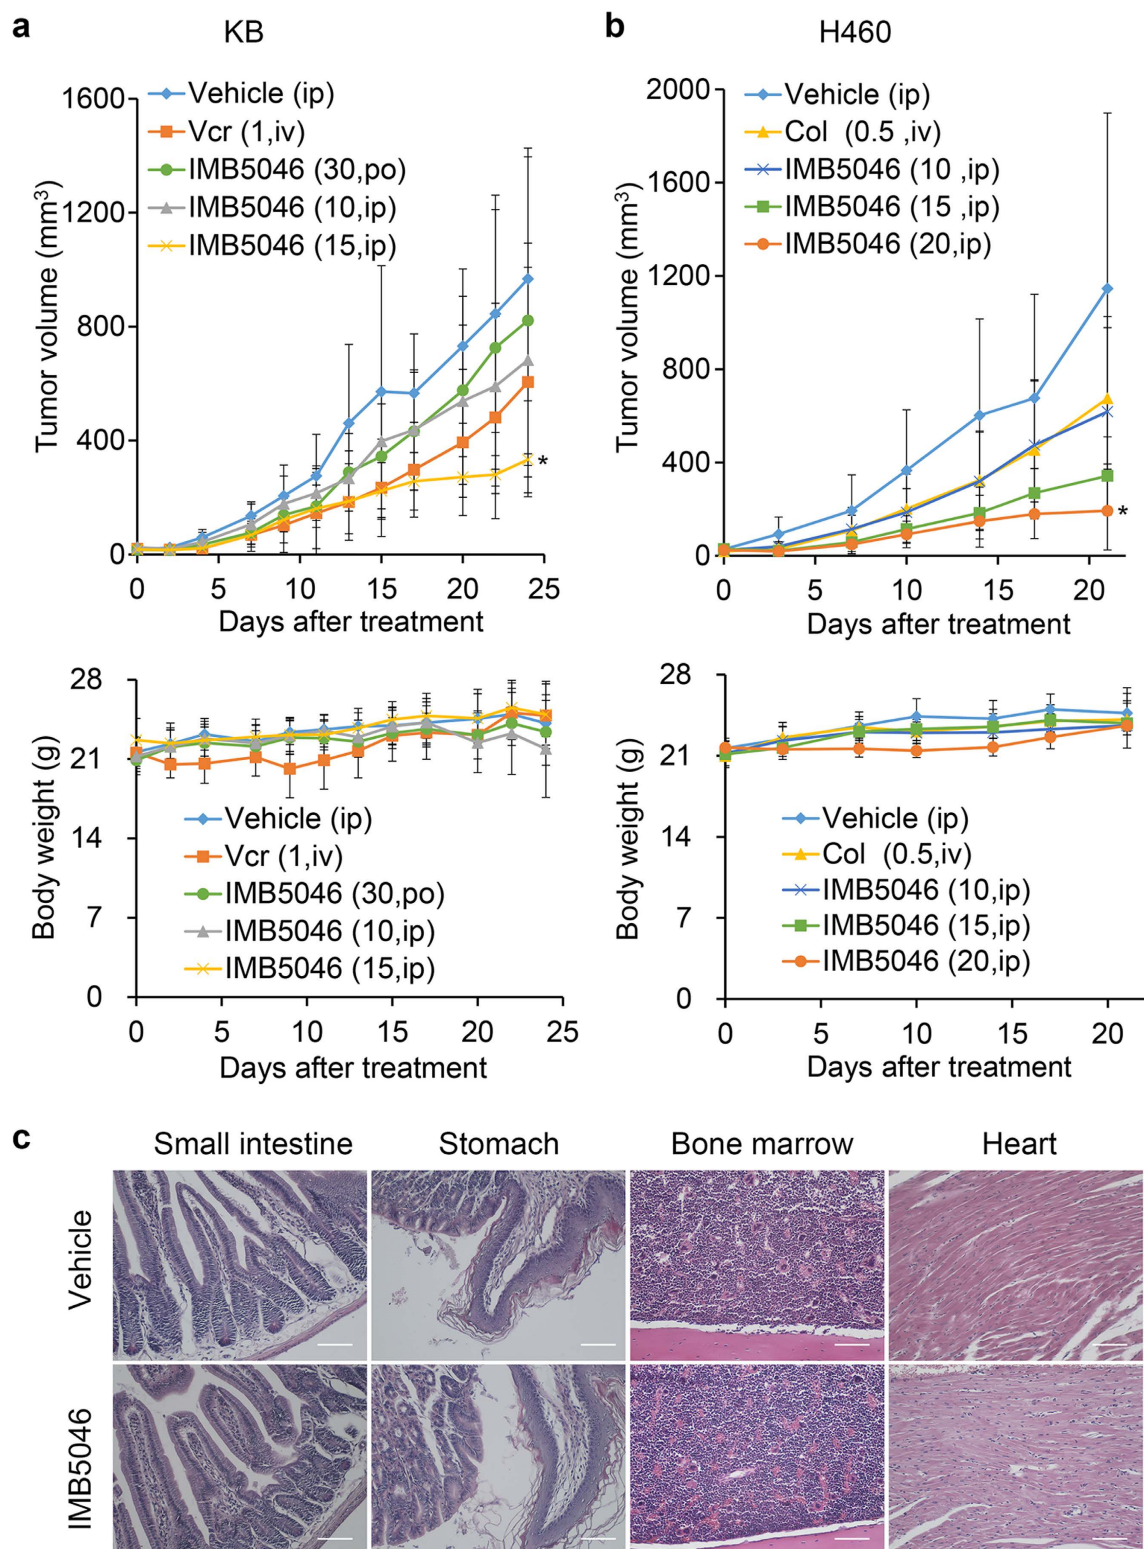 a
KB
Vehicle (ip)
Vcr (1,iv)
IMB5046 (30,po)
IMB5046 (10,ip)
IMB5046 (15,ip)
1600
1200
800
400
0
Tumor volume (mm³)
*
0 5 10 15 20 25
Days after treatment
b
H460
Vehicle (ip)
Col (0.5 ,iv)
IMB5046 (10 ,ip)
IMB5046 (15 ,ip)
IMB5046 (20,ip)
2000
1600
1200
800
400
0
Tumor volume (mm³)
*
0 5 10 15 20
Days after treatment
28
21
14
7
0
Body weight (g)
Vehicle (ip)
Vcr (1,iv)
IMB5046 (30,po)
IMB5046 (10,ip)
IMB5046 (15,ip)
0 5 10 15 20 25
Days after treatment
28
21
14
7
0
Body weight (g)
Vehicle (ip)
Col (0.5,iv)
IMB5046 (10,ip)
IMB5046 (15,ip)
IMB5046 (20,ip)
0 5 10 15 20
Days after treatment
c
Small intestine Stomach Bone marrow Heart
Vehicle
IMB5046